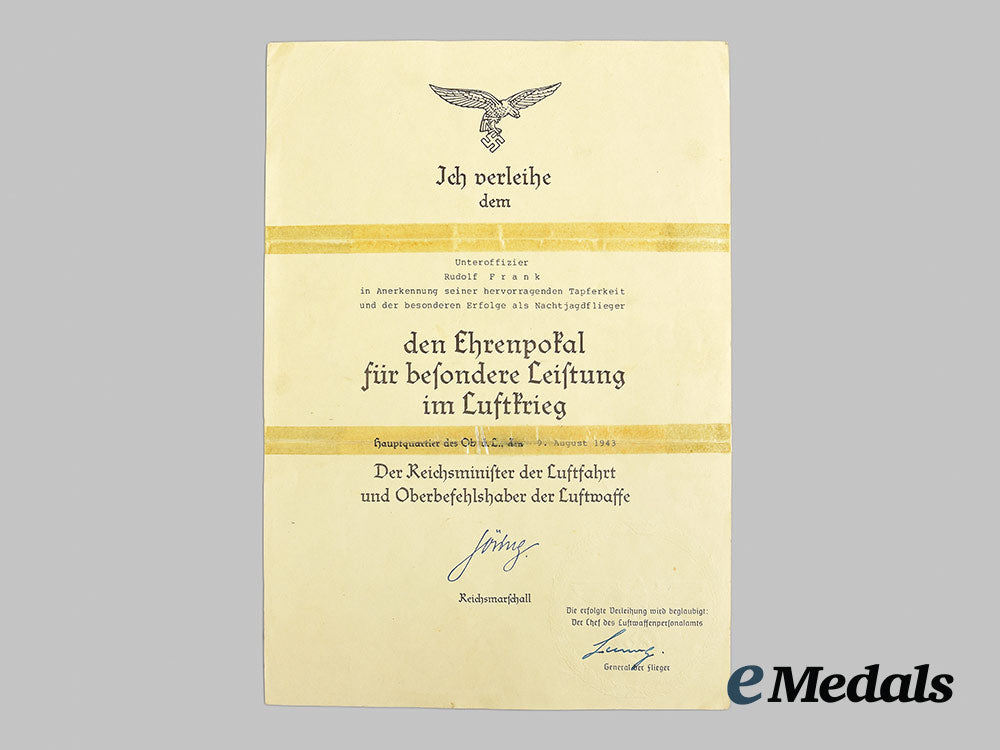 Ich verleihe
dem
Unteroffizier
Rudolf F r a n k
in Anerkennung seiner hervorragenden Tapferkeit
und der besonderen Erfolge als Nachtjagdflieger
den Ehrenpokal
für besondere Leistung
im Luftkrieg
Hauptquartier des Ob d. L., den 9. August 1943
Der Reichsminister der Luftfahrt
und Oberbefehlshaber der Luftwaffe
Göring.
Reichsmarschall
Die erfolgte Verleihung wird beglaubigt:
Der Chef des Luftwaffenpersonalamts
General der Flieger
eMedals